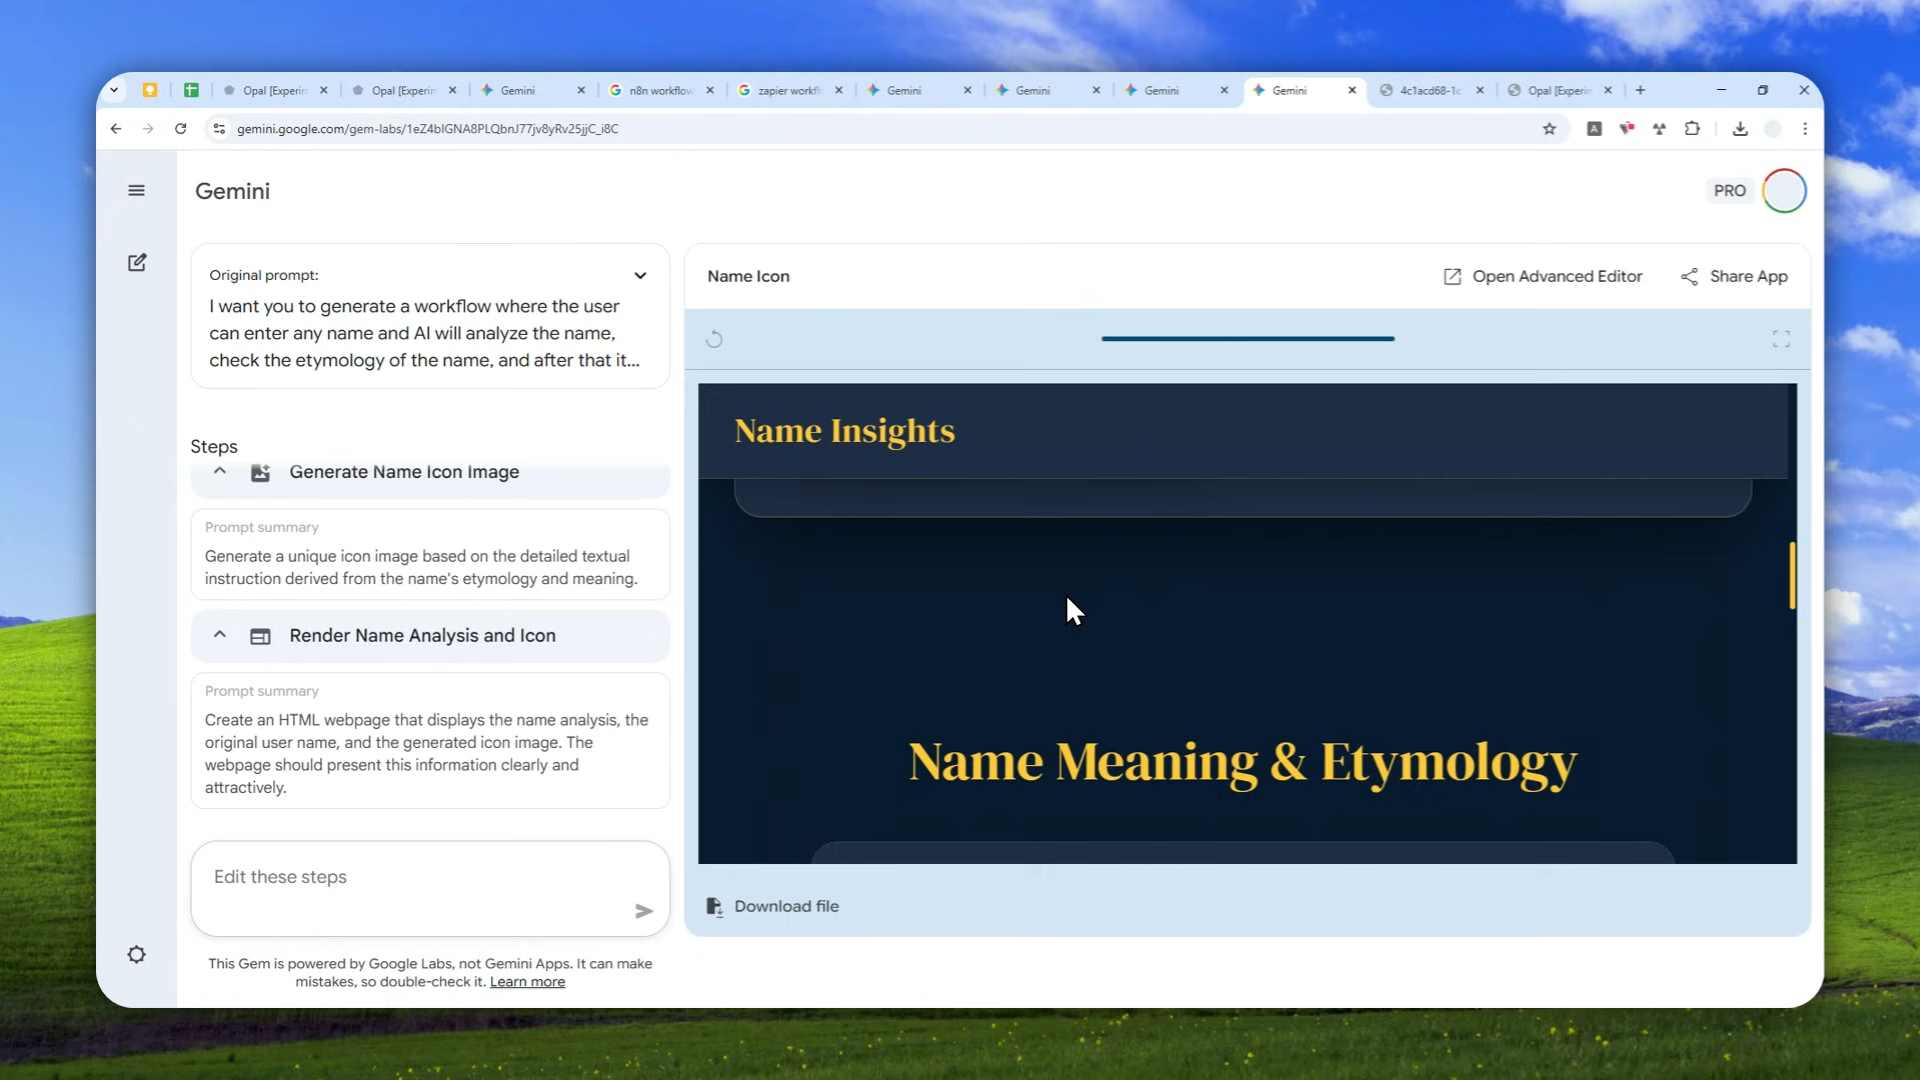 Opal [Experim
Opal [Experim
Gemini
n8n workflow
zapier workfl
Gemini
Gemini
Gemini
Gemini
4c1acd68-1c
Opal [Experim
gemini.google.com/gem-labs/1eZ4bIGNA8PLQbnJ77jv8yRv25jjC_i8C
Gemini
PRO
Original prompt:
I want you to generate a workflow where the user
can enter any name and AI will analyze the name,
check the etymology of the name, and after that it...
Name Icon
Open Advanced Editor
Share App
Steps
Generate Name Icon Image
Prompt summary
Generate a unique icon image based on the detailed textual
instruction derived from the name's etymology and meaning.
Render Name Analysis and Icon
Prompt summary
Create an HTML webpage that displays the name analysis, the
original user name, and the generated icon image. The
webpage should present this information clearly and
attractively.
Edit these steps
This Gem is powered by Google Labs, not Gemini Apps. It can make
mistakes, so double-check it. Learn more
Name Insights
Name Meaning & Etymology
Download file